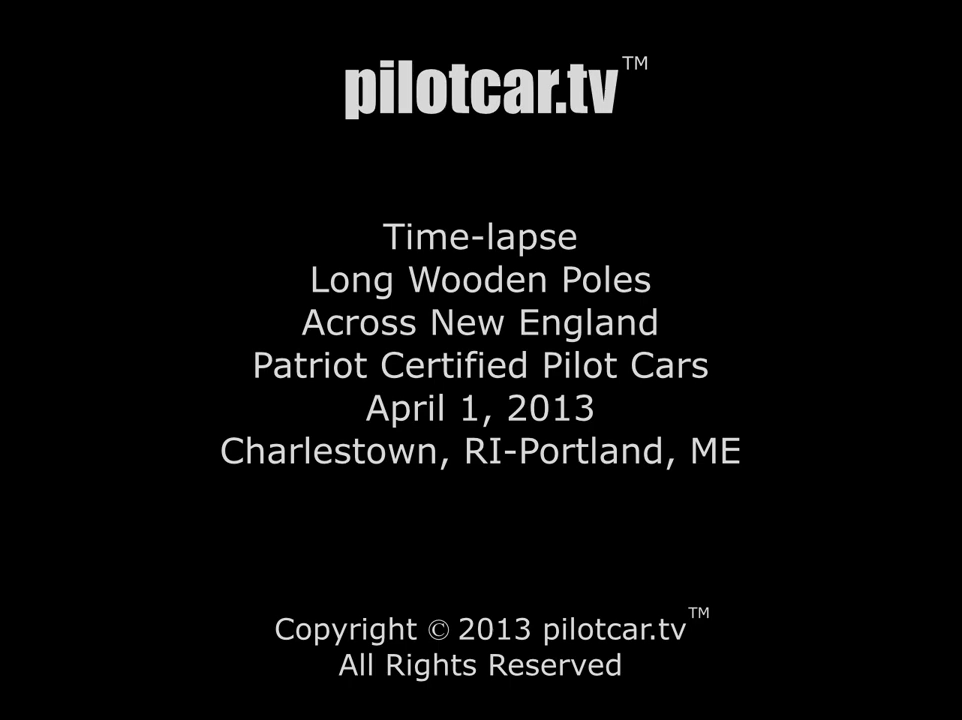 pilotcar.tv™
Time-lapse
Long Wooden Poles
Across New England
Patriot Certified Pilot Cars
April 1, 2013
Charlestown, RI-Portland, ME
Copyright © 2013 pilotcar.tv™
All Rights Reserved